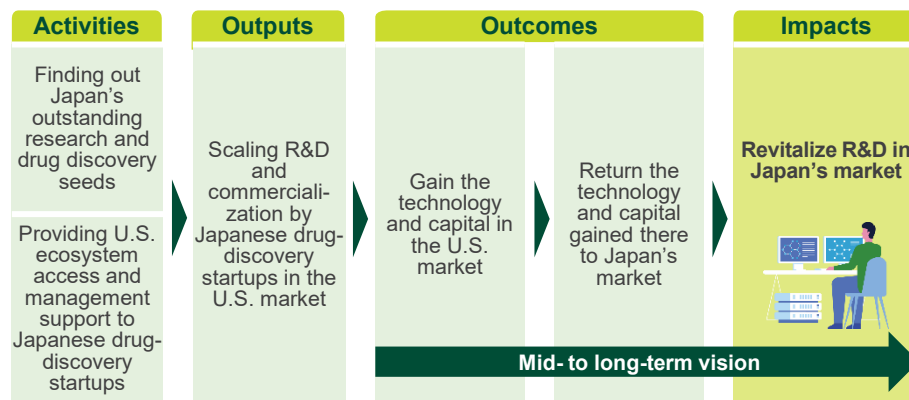 Activities
Finding out
Japan's
outstanding
research and
drug discovery
seeds
Providing U.S.
ecosystem
access and
management
support to
Japanese drug-
discovery
startups
Outputs
Scaling R&D
and
commerciali-
zation by
Japanese drug-
discovery
startups in the
U.S. market
Outcomes
Gain the
technology
and capital in
the U.S.
market
Return the
technology
and capital
gained there
to Japan's
market
Impacts
Revitalize R&D in
Japan's market
Mid- to long-term vision